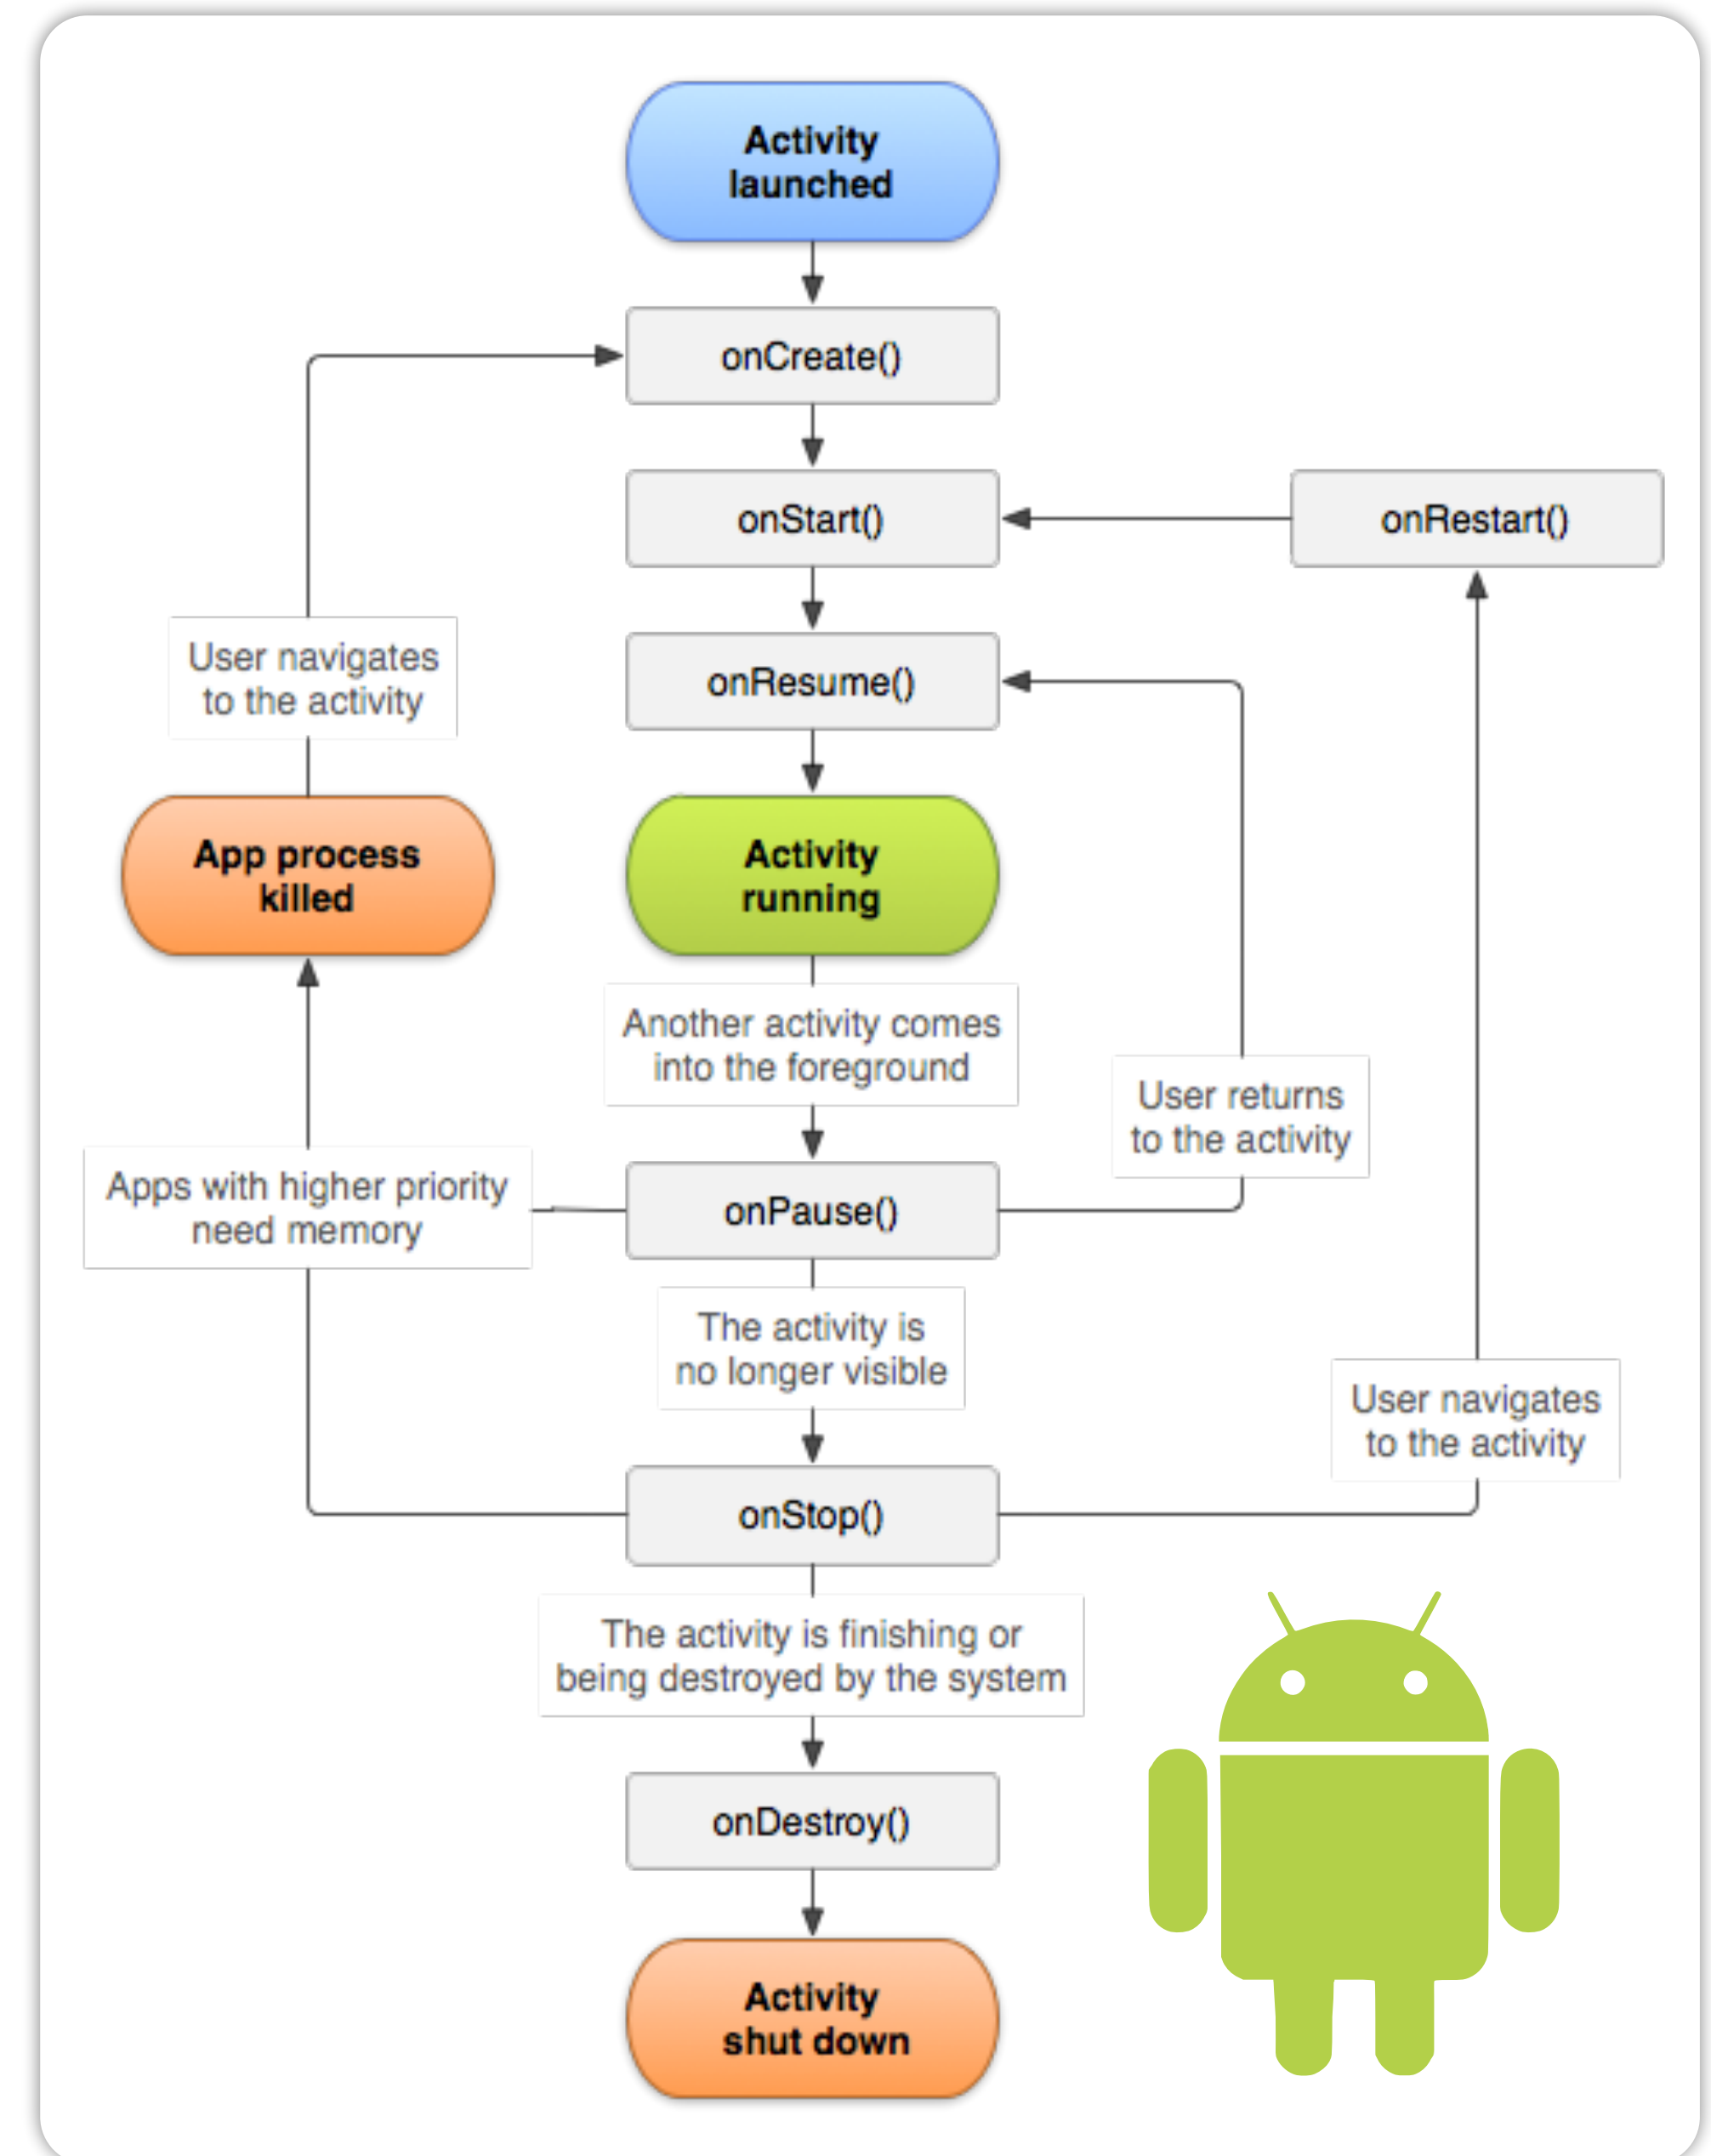 Activity
launched
onCreate()
onStart()
onRestart()
onResume()
User navigates
to the activity
App process
killed
Activity
running
Another activity comes
into the foreground
User returns
to the activity
Apps with higher priority
need memory
onPause()
The activity is
no longer visible
User navigates
to the activity
onStop()
The activity is finishing or
being destroyed by the system
onDestroy()
Activity
shut down